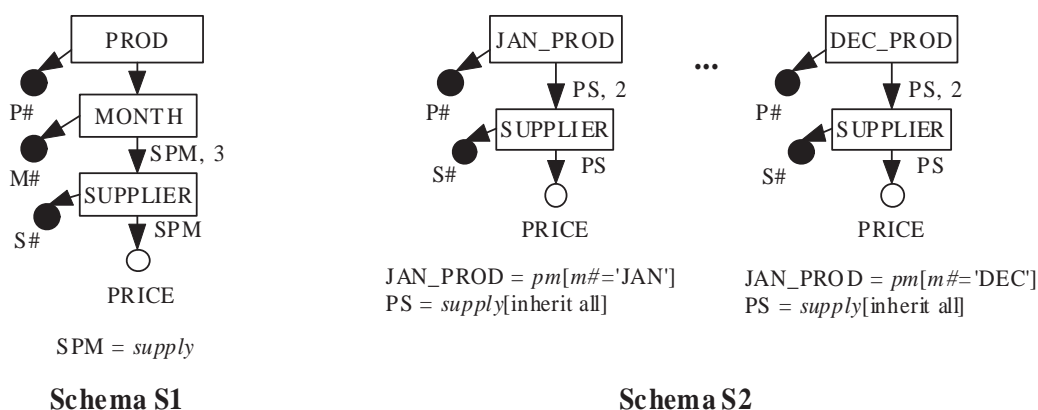 PROD
P#
MONTH
M#
SPM, 3
SUPPLIER
S#
SPM
PRICE
SPM = supply
Schema S1
JAN_PROD
P#
PS, 2
SUPPLIER
S#
PS
PRICE
JAN_PROD = pm[m#='JAN']
PS = supply[inherit all]
...
DEC_PROD
P#
PS, 2
SUPPLIER
S#
PS
PRICE
JAN_PROD = pm[m#='DEC']
PS = supply[inherit all]
Schema S2